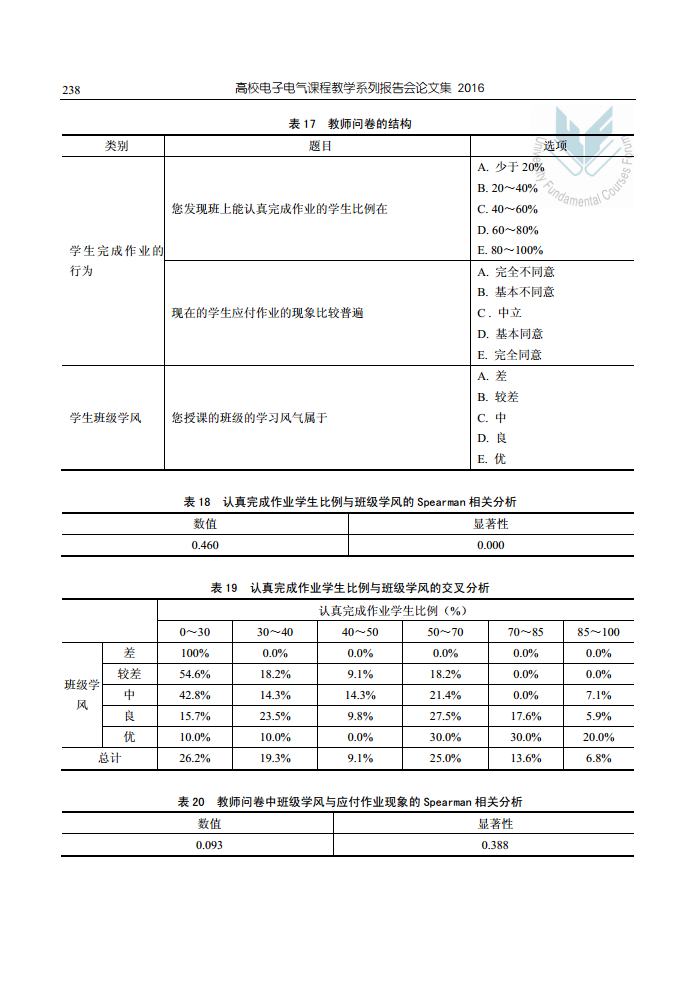 238
高校电子电气课程教学系列报告会论文集 2016
表 17 教师问卷的结构
类别 题目 选项
学生完成作业的
行为
您发现班上能认真完成作业的学生比例在
A. 少于 20%
B. 20～40%
C. 40～60%
D. 60～80%
E. 80～100%
现在的学生应付作业的现象比较普遍
A. 完全不同意
B. 基本不同意
C . 中立
D. 基本同意
E. 完全同意
学生班级学风
您授课的班级的学习风气属于
A. 差
B. 较差
C. 中
D. 良
E. 优
表 18 认真完成作业学生比例与班级学风的 Spearman 相关分析
数值 显著性
0.460 0.000
表 19 认真完成作业学生比例与班级学风的交叉分析
认真完成作业学生比例（%）
0～30 30～40 40～50 50～70 70～85 85～100
班级学
风
差 100% 0.0% 0.0% 0.0% 0.0% 0.0%
较差 54.6% 18.2% 9.1% 18.2% 0.0% 0.0%
中 42.8% 14.3% 14.3% 21.4% 0.0% 7.1%
良 15.7% 23.5% 9.8% 27.5% 17.6% 5.9%
优 10.0% 10.0% 0.0% 30.0% 30.0% 20.0%
总计 26.2% 19.3% 9.1% 25.0% 13.6% 6.8%
表 20 教师问卷中班级学风与应付作业现象的 Spearman 相关分析
数值 显著性
0.093 0.388
University Fundamental Courses